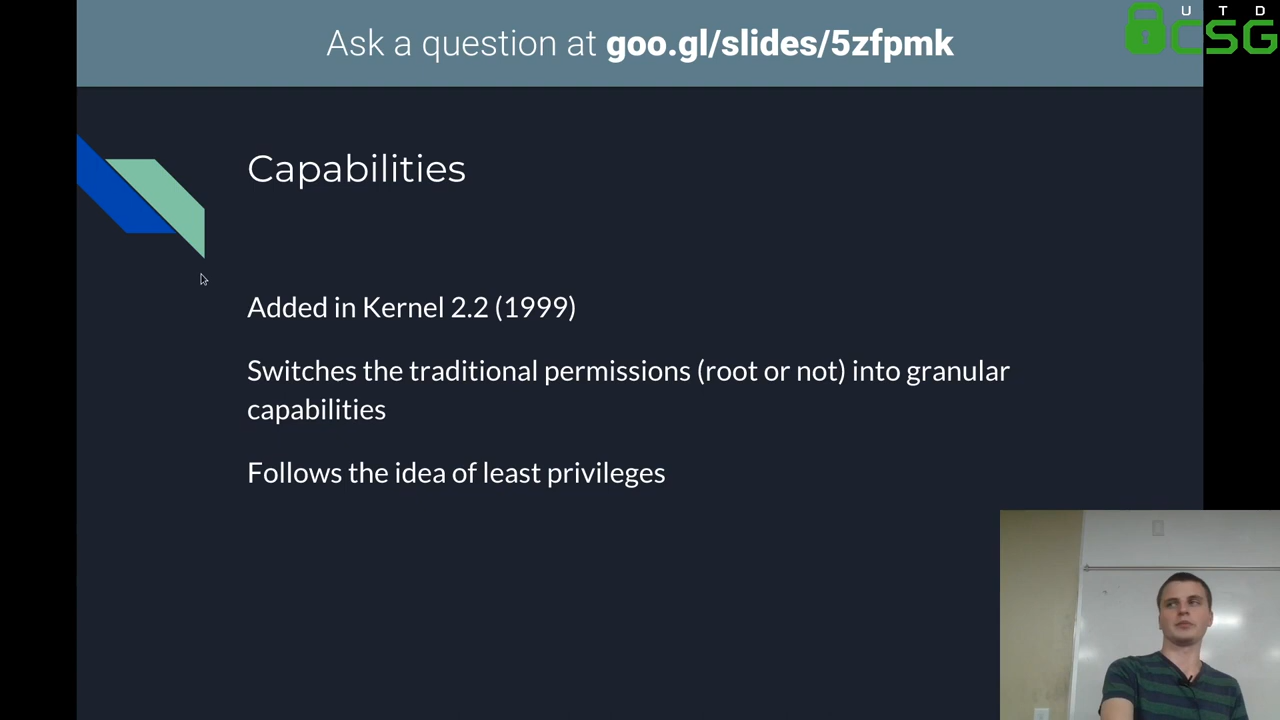 Ask a question at goo.gl/slides/5zfpmk
UTD
CSG
Capabilities
Added in Kernel 2.2 (1999)
Switches the traditional permissions (root or not) into granular
capabilities
Follows the idea of least privileges